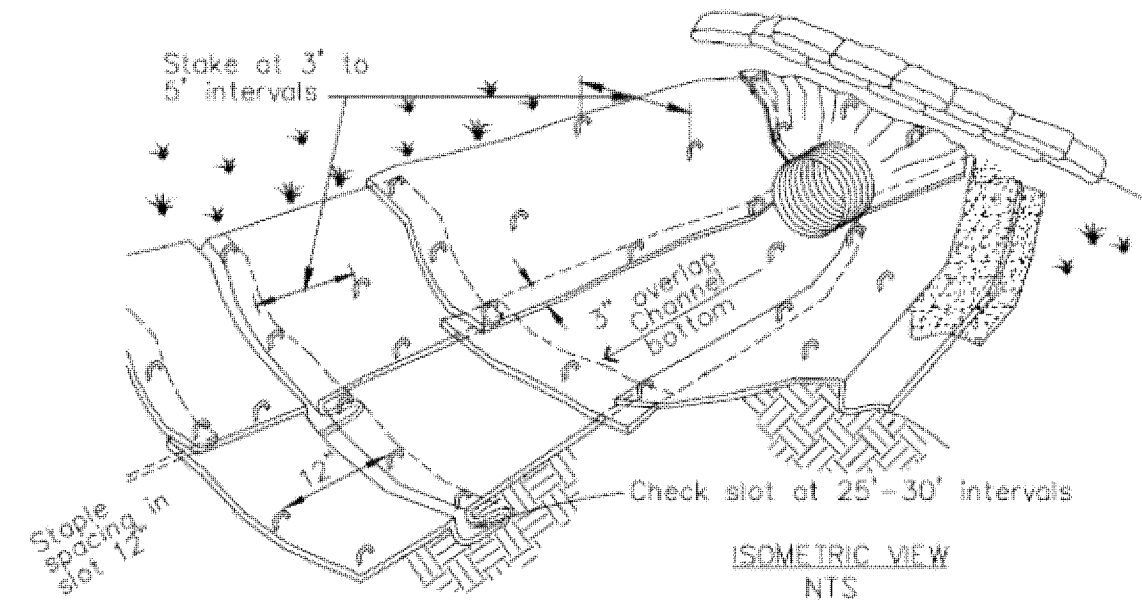 Stake at 3' to
5' intervals
3" overlap
Channel
bottom
12"
Staple
spacing in
slot 12"
Check slot at 25'-30' intervals
ISOMETRIC VIEW
NTS